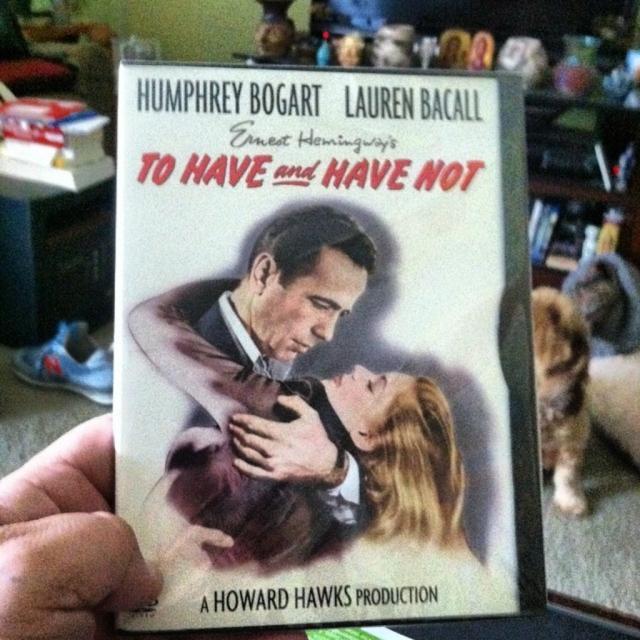 HUMPHREY BOGART LAUREN BACALL
Ernest Hemingway's
TO HAVE and HAVE NOT
A HOWARD HAWKS PRODUCTION
N